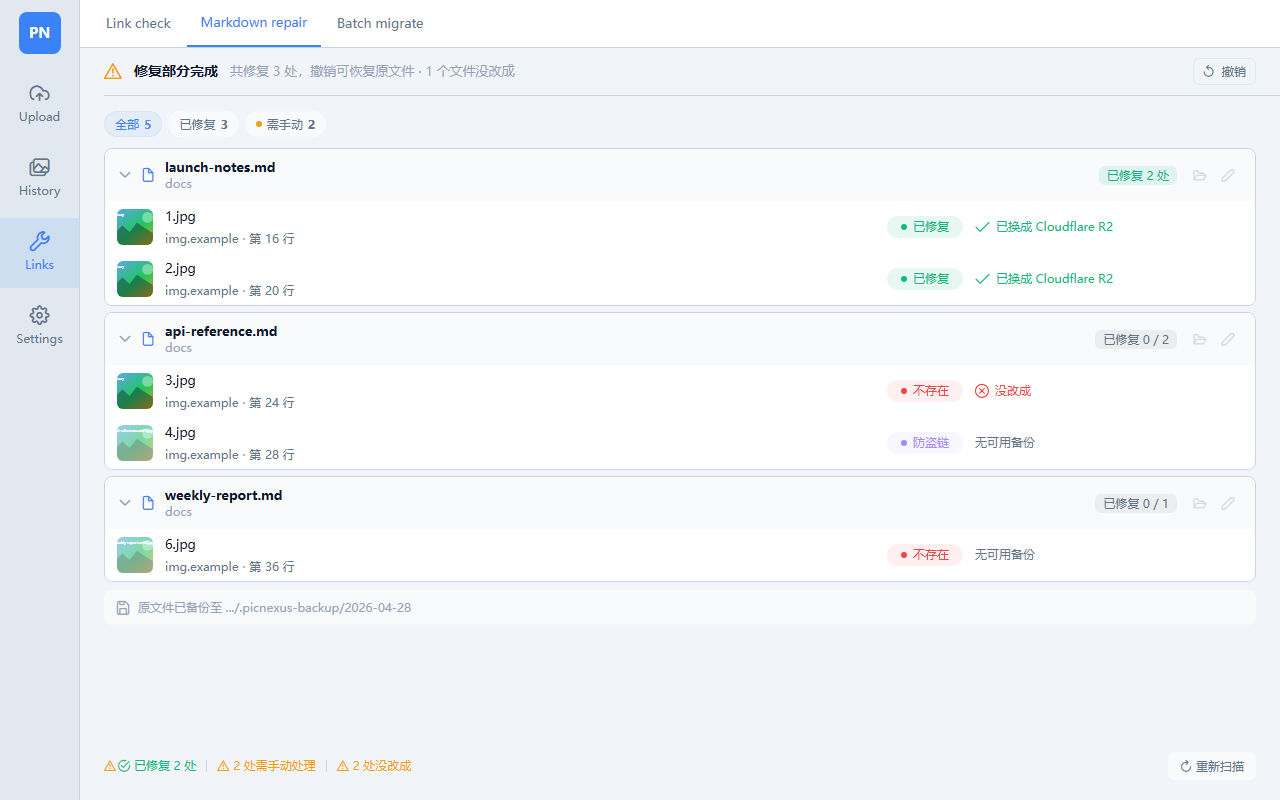 PN
Upload
History
Links
Settings
Link check
Markdown repair
Batch migrate
修复部分完成 共修复 3 处，撤销可恢复原文件 · 1 个文件没改成
撤销
全部 5
已修复 3
需手动 2
launch-notes.md
docs
已修复 2 处
1.jpg
img.example · 第 16 行
已修复
已换成 Cloudflare R2
2.jpg
img.example · 第 20 行
已修复
已换成 Cloudflare R2
api-reference.md
docs
已修复 0 / 2
3.jpg
img.example · 第 24 行
不存在
没改成
4.jpg
img.example · 第 28 行
防盗链
无可用备份
weekly-report.md
docs
已修复 0 / 1
6.jpg
img.example · 第 36 行
不存在
无可用备份
原文件已备份至 .../.picnexus-backup/2026-04-28
已修复 2 处
2 处需手动处理
2 处没改成
重新扫描